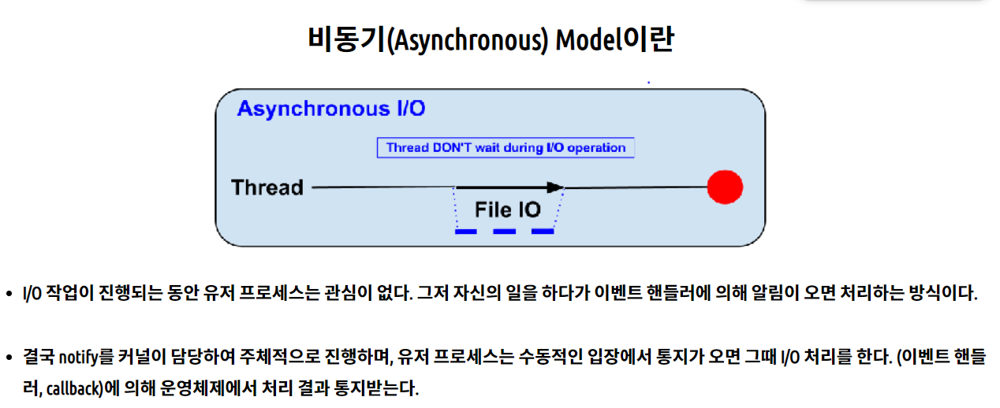 비동기(Asynchronous) Model이란
Asynchronous I/O
Thread DON'T wait during I/O operation
Thread
File IO
I/O 작업이 진행되는 동안 유저 프로세스는 관심이 없다. 그저 자신의 일을 하다가 이벤트 핸들러에 의해 알림이 오면 처리하는 방식이다.
결국 notify를 커널이 담당하여 주체적으로 진행하며, 유저 프로세스는 수동적인 입장에서 통지가 오면 그때 I/O 처리를 한다. (이벤트 핸들
러, callback)에 의해 운영체제에서 처리 결과 통지받는다.